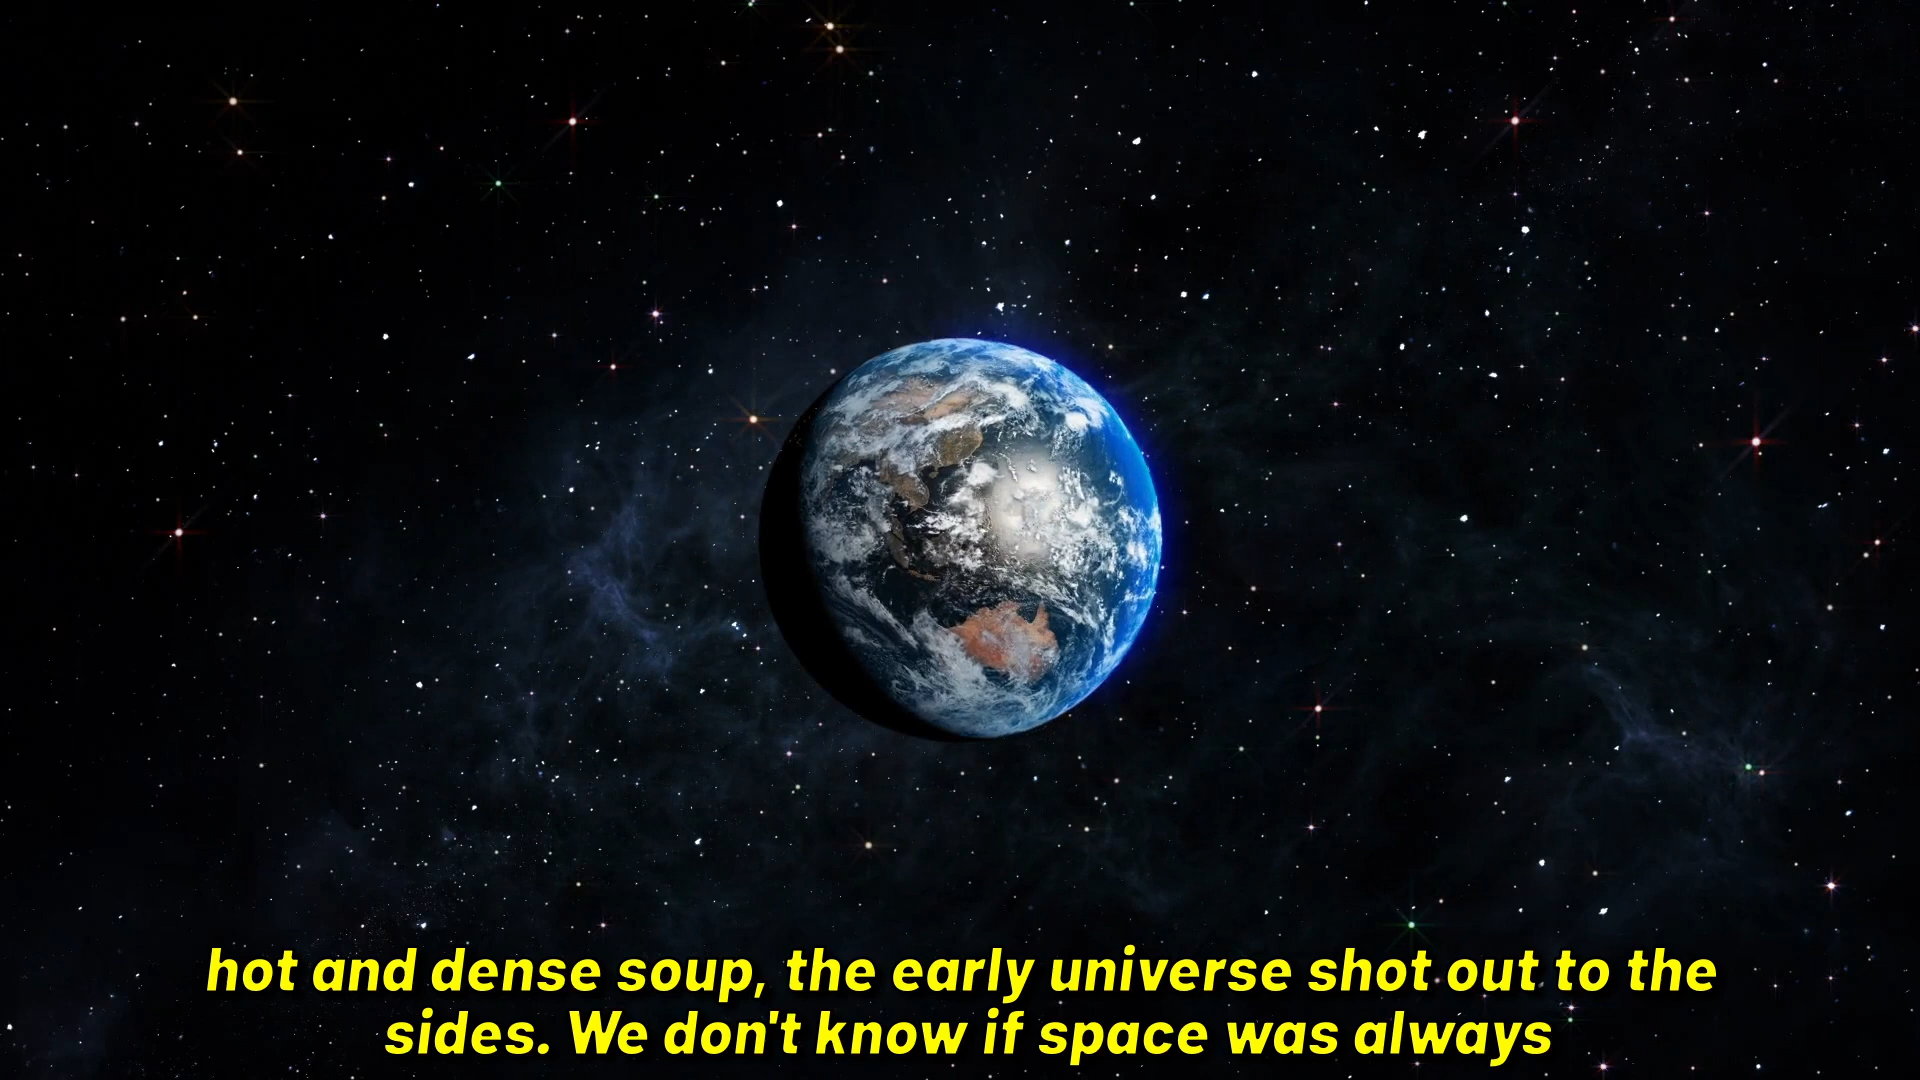 hot and dense soup, the early universe shot out to the
sides. We don't know if space was always